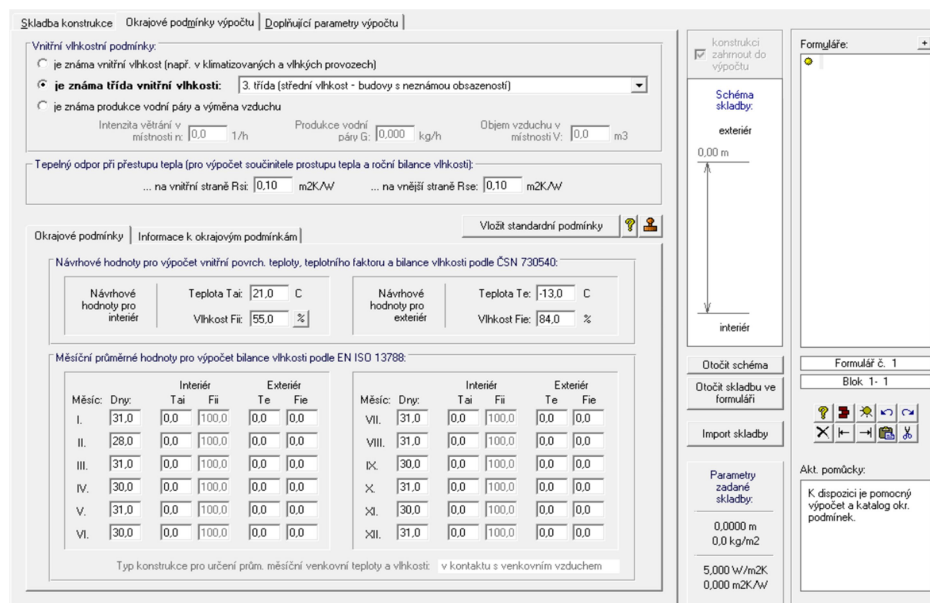 Skladba konstrukce Okrajové podmínky výpočtu Doplňující parametry výpočtu
Vnitřní vlhkostní podmínky:
je známa vnitřní vlhkost (např. v klimatizovaných a vlhkých provozech)
je známa třída vnitřní vlhkosti: 3. třída (střední vlhkost - budovy s neznámou obsazeností)
je známa produkce vodní páry a výměna vzduchu
Intenzita větrání v místnosti n: 0,0 1/h Produkce vodní páry G: 0,000 kg/h Objem vzduchu v místnosti V: 0,0 m3
Tepelný odpor při přestupu tepla (pro výpočet součinitele prostupu tepla a roční bilance vlhkosti):
... na vnitřní straně Rsi: 0,10 m2K/W ... na vnější straně Rse: 0,10 m2K/W
Vložit standardní podmínky
Okrajové podmínky Informace k okrajovým podmínkám
Návrhové hodnoty pro výpočet vnitřní povrch. teploty, teplotního faktoru a bilance vlhkosti podle ČSN 730540:
Návrhové hodnoty pro interiér
Teplota Tai: 21,0 C
Vlhkost Fii: 55,0 %
Návrhové hodnoty pro exteriér
Teplota Te: -13,0 C
Vlhkost Fie: 84,0 %
Měsíční průměrné hodnoty pro výpočet bilance vlhkosti podle EN ISO 13788:
Interiér Exteriér
Měsíc: Dny: Tai Fii Te Fie
I. 31,0 0,0 100,0 0,0 0,0
II. 28,0 0,0 100,0 0,0 0,0
III. 31,0 0,0 100,0 0,0 0,0
IV. 30,0 0,0 100,0 0,0 0,0
V. 31,0 0,0 100,0 0,0 0,0
VI. 30,0 0,0 100,0 0,0 0,0
Interiér Exteriér
Měsíc: Dny: Tai Fii Te Fie
VII. 31,0 0,0 100,0 0,0 0,0
VIII. 31,0 0,0 100,0 0,0 0,0
IX. 30,0 0,0 100,0 0,0 0,0
X. 31,0 0,0 100,0 0,0 0,0
XI. 30,0 0,0 100,0 0,0 0,0
XII. 31,0 0,0 100,0 0,0 0,0
Typ konstrukce pro určení prům. měsíční venkovní teploty a vlhkosti: v kontaktu s venkovním vzduchem
konstrukci
zahrnout do
výpočtu
Schéma
skladby:
exteriér
0,00 m
interiér
Otočit schéma
Otočit skladbu ve
formuláři
Import skladby
Parametry
zadané
skladby:
0,0000 m
0,0 kg/m2
5,000 W/m2K
0,000 m2K/W
Formuláře: +
Formulář č. 1
Blok 1- 1
Akt. pomůcky:
K dispozici je pomocný
výpočet a katalog okr.
podmínek.